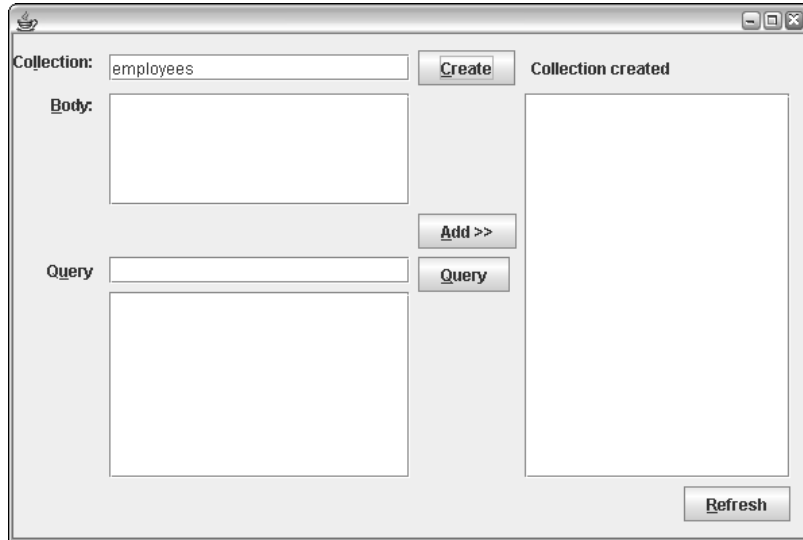 Collection: employees Create Collection created
Body:
Add >>
Query Query
Refresh